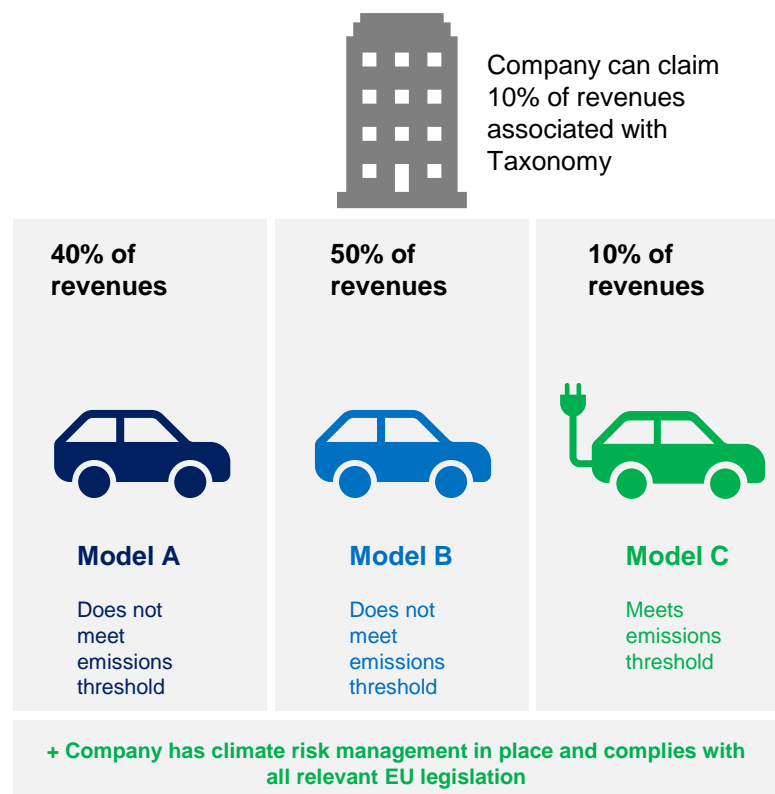 Company can claim
10% of revenues
associated with
Taxonomy
40% of
revenues
50% of
revenues
10% of
revenues
Model A
Model B
Model C
Does not
meet
emissions
threshold
Does not
meet
emissions
threshold
Meets
emissions
threshold
+ Company has climate risk management in place and complies with
all relevant EU legislation